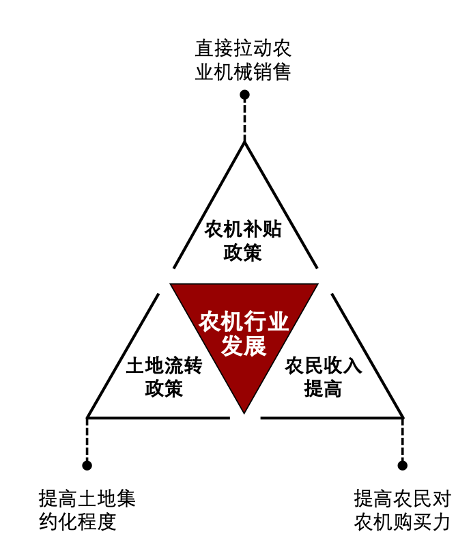 直接拉动农
业机械销售
农机补贴
政策
农机行业
发展
土地流转
政策
农民收入
提高
提高土地集
约化程度
提高农民对
农机购买力